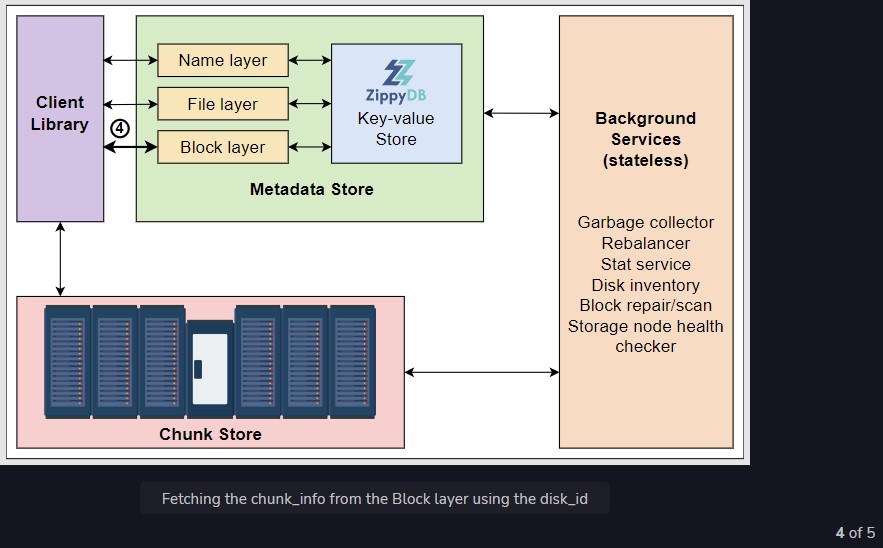 Client
Library
Name layer
File layer
4
Block layer
ZippyDB
Key-value
Store
Metadata Store
Background
Services
(stateless)
Garbage collector
Rebalancer
Stat service
Disk inventory
Block repair/scan
Storage node health
checker
Chunk Store
Fetching the chunk_info from the Block layer using the disk_id
4 of 5